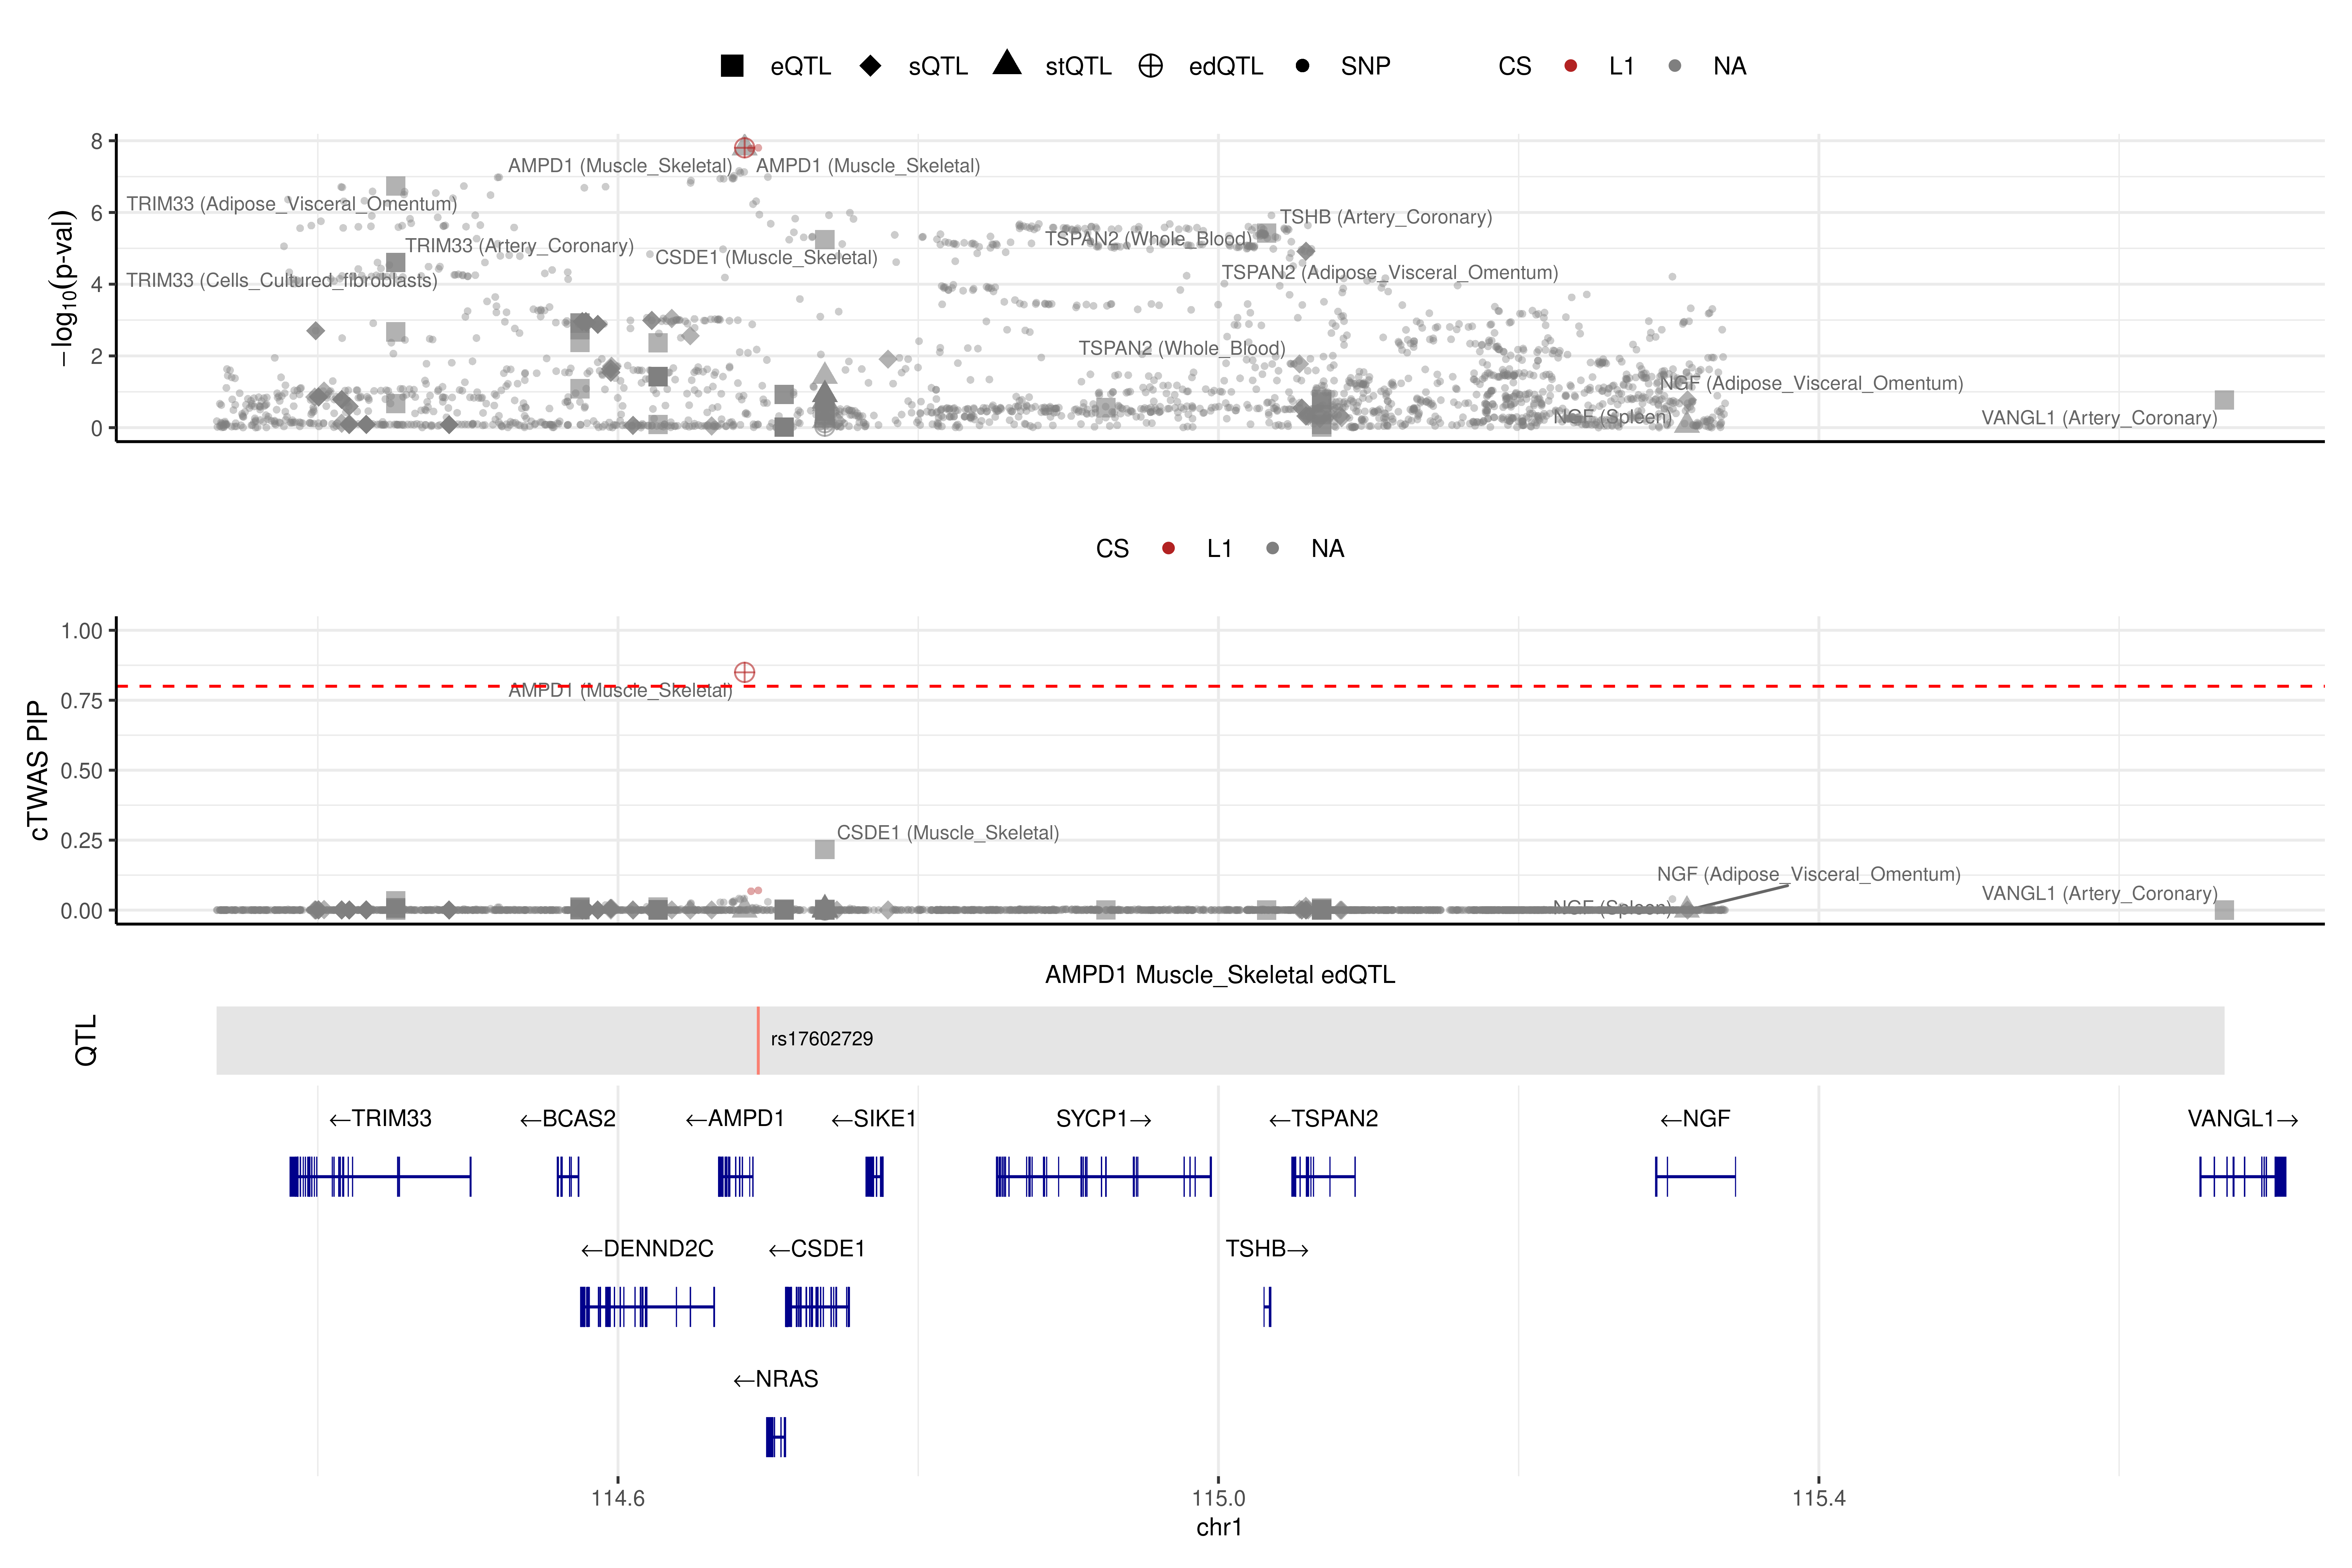 eQTL sQTL stQTL edQTL SNP CS L1 NA
8
6
4
2
0
−log10(p-val)
AMPD1 (Muscle_Skeletal)
AMPD1 (Muscle_Skeletal)
TRIM33 (Adipose_Visceral_Omentum)
TSHB (Artery_Coronary)
TRIM33 (Artery_Coronary)
TSPAN2 (Whole_Blood)
CSDE1 (Muscle_Skeletal)
TRIM33 (Cells_Cultured_fibroblasts)
TSPAN2 (Adipose_Visceral_Omentum)
TSPAN2 (Whole_Blood)
NGF (Adipose_Visceral_Omentum)
NGF (Spleen)
VANGL1 (Artery_Coronary)
CS L1 NA
1.00
0.75
0.50
0.25
0.00
cTWAS PIP
AMPD1 (Muscle_Skeletal)
CSDE1 (Muscle_Skeletal)
NGF (Adipose_Visceral_Omentum)
VANGL1 (Artery_Coronary)
NGF (Spleen)
AMPD1 Muscle_Skeletal edQTL
QTL
rs17602729
←TRIM33 ←BCAS2 ←AMPD1 ←SIKE1 SYCP1→ ←TSPAN2 ←NGF VANGL1→
←DENND2C ←CSDE1 TSHB→
←NRAS
114.6 115.0 115.4
chr1